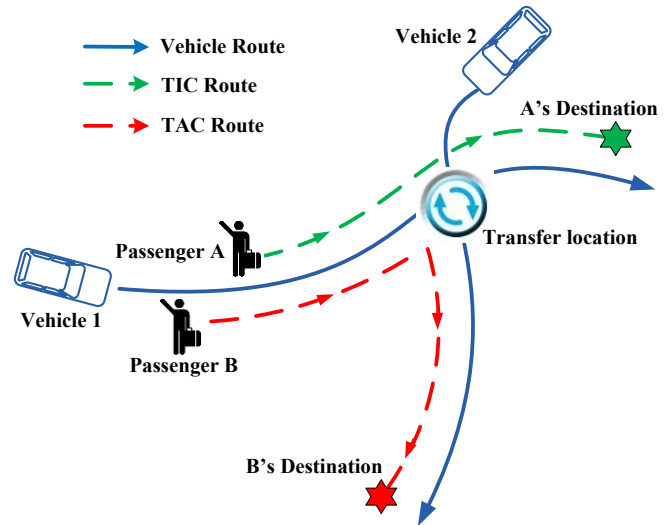 Vehicle Route
TIC Route
TAC Route
Vehicle 2
A's Destination
Passenger A
Transfer location
Vehicle 1
Passenger B
B's Destination